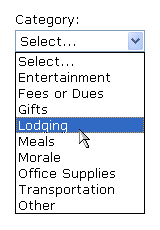 Category:
Select...
Select...
Entertainment
Fees or Dues
Gifts
Lodging
Meals
Morale
Office Supplies
Transportation
Other